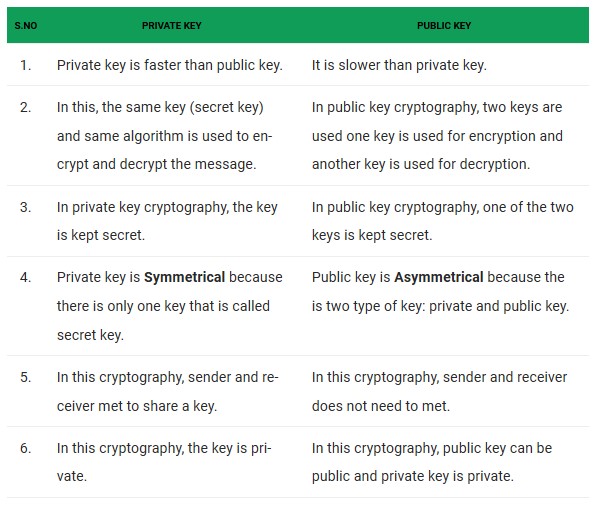 S.NO PRIVATE KEY PUBLIC KEY
1. Private key is faster than public key. It is slower than private key.
2. In this, the same key (secret key) In public key cryptography, two keys are
and same algorithm is used to en- used one key is used for encryption and
crypt and decrypt the message. another key is used for decryption.
3. In private key cryptography, the key In public key cryptography, one of the two
is kept secret. keys is kept secret.
4. Private key is Symmetrical because Public key is Asymmetrical because the
there is only one key that is called is two type of key: private and public key.
secret key.
5. In this cryptography, sender and re- In this cryptography, sender and receiver
ceiver met to share a key. does not need to met.
6. In this cryptography, the key is pri- In this cryptography, public key can be
vate. public and private key is private.